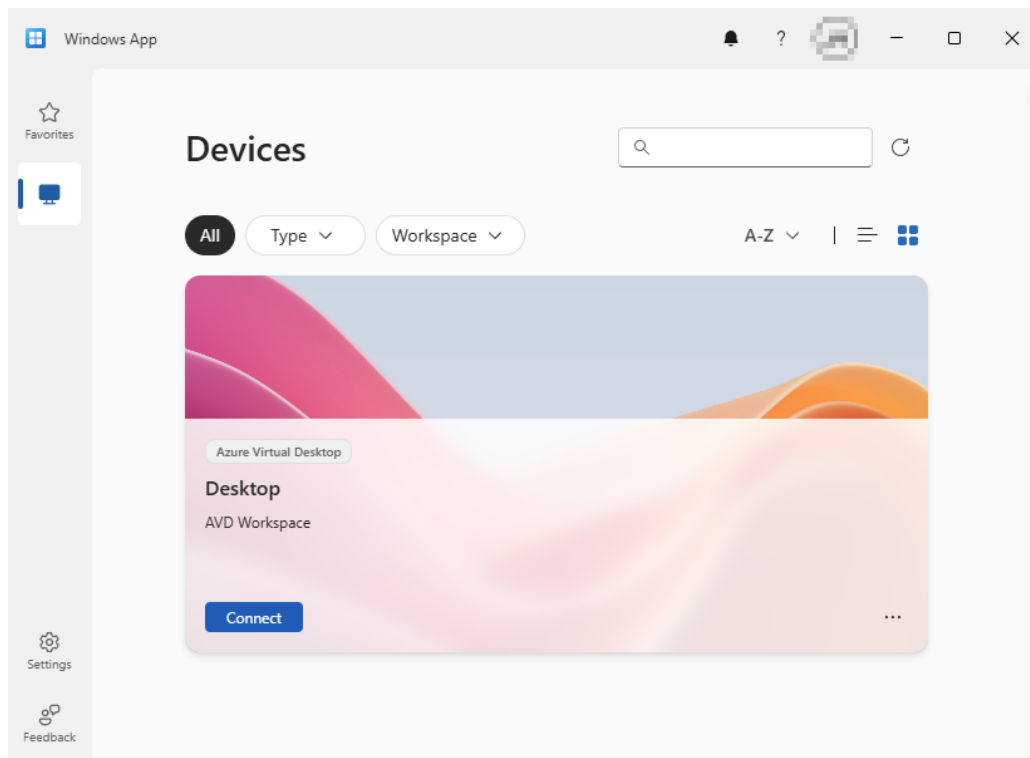 Windows App
?
Favorites
Devices
All
Type
Workspace
A-Z
Azure Virtual Desktop
Desktop
AVD Workspace
Connect
...
Settings
Feedback